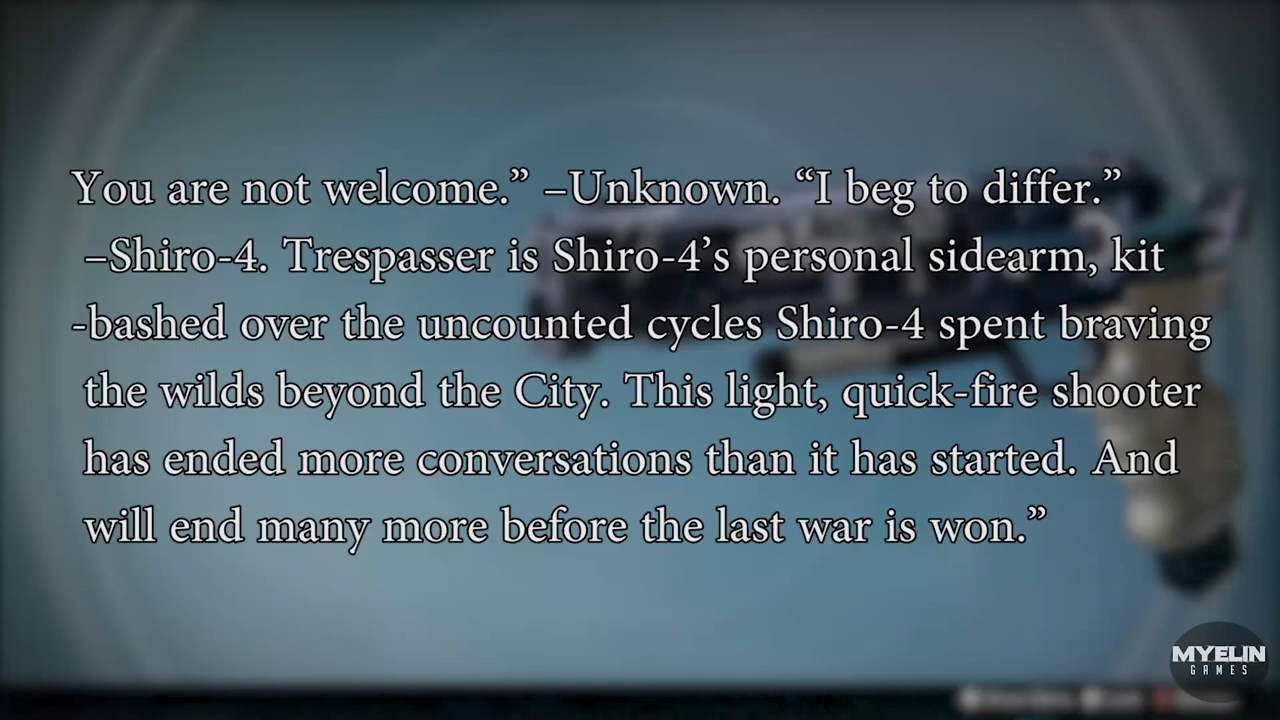 You are not welcome.” –Unknown. “I beg to differ.”
–Shiro-4. Trespasser is Shiro-4’s personal sidearm, kit
-bashed over the uncounted cycles Shiro-4 spent braving
the wilds beyond the City. This light, quick-fire shooter
has ended more conversations than it has started. And
will end many more before the last war is won.”
MYELIN
GAMES